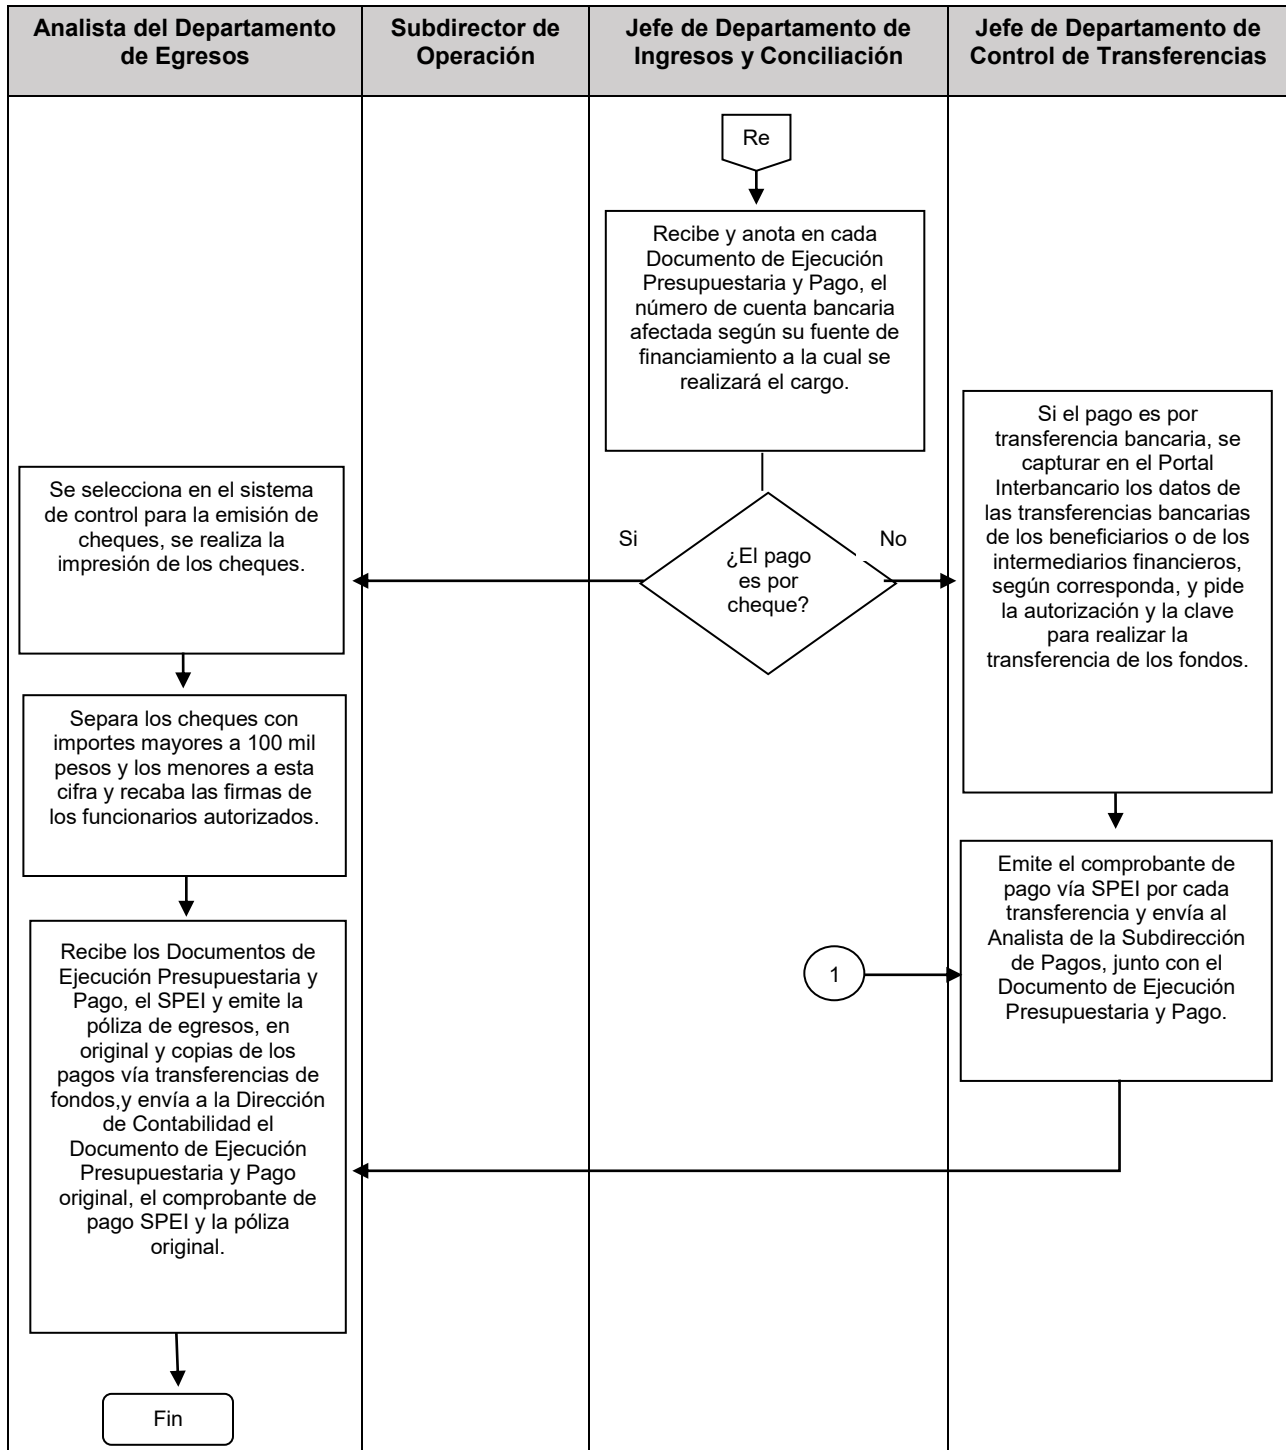 Analista del Departamento
de Egresos
Subdirector de
Operación
Jefe de Departamento de
Ingresos y Conciliación
Jefe de Departamento de
Control de Transferencias
Re
Recibe y anota en cada
Documento de Ejecución
Presupuestaria y Pago, el
número de cuenta bancaria
afectada según su fuente de
financiamiento a la cual se
realizará el cargo.
¿El pago
es por
cheque?
Si
No
Se selecciona en el sistema
de control para la emisión de
cheques, se realiza la
impresión de los cheques.
Separa los cheques con
importes mayores a 100 mil
pesos y los menores a esta
cifra y recaba las firmas de
los funcionarios autorizados.
Si el pago es por
transferencia bancaria, se
capturar en el Portal
Interbancario los datos de
las transferencias bancarias
de los beneficiarios o de los
intermediarios financieros,
según corresponda, y pide
la autorización y la clave
para realizar la
transferencia de los fondos.
1
Emite el comprobante de
pago vía SPEI por cada
transferencia y envía al
Analista de la Subdirección
de Pagos, junto con el
Documento de Ejecución
Presupuestaria y Pago.
Recibe los Documentos de
Ejecución Presupuestaria y
Pago, el SPEI y emite la
póliza de egresos, en
original y copias de los
pagos vía transferencias de
fondos,y envía a la Dirección
de Contabilidad el
Documento de Ejecución
Presupuestaria y Pago
original, el comprobante de
pago SPEI y la póliza
original.
Fin